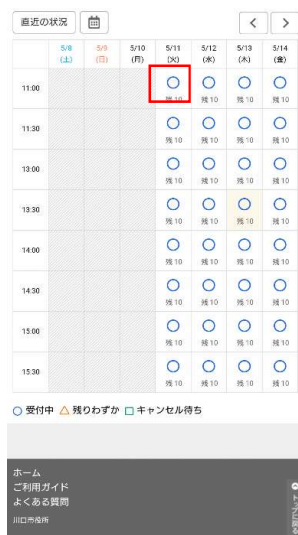 直近の状況
5/8 5/9 5/10 5/11 5/12 5/13 5/14
(土) (日) (月) (火) (水) (木) (金)
11:00
残10 残10 残10 残10
11:30
残10 残10 残10 残10
13:00
残10 残10 残10 残10
13:30
残10 残10 残10 残10
14:00
残10 残10 残10 残10
14:30
残10 残10 残10 残10
15:00
残10 残10 残10 残10
15:30
残10 残10 残10 残10
受付中 残りわずか キャンセル待ち
ホーム
ご利用ガイド
よくある質問
川口市役所
トップに戻る